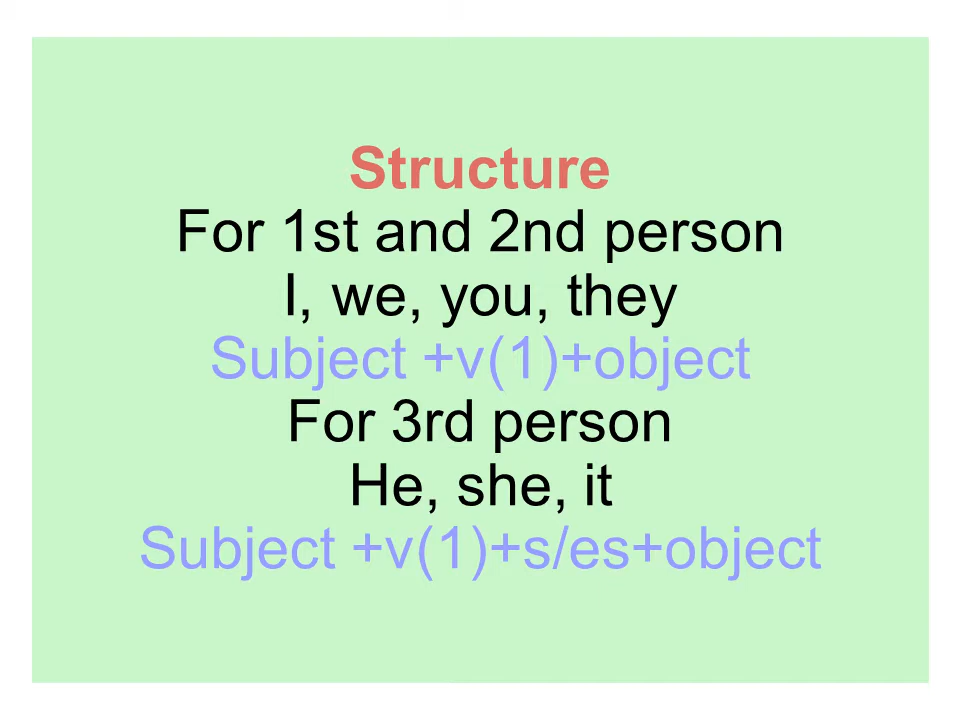 Structure
For 1st and 2nd person
I, we, you, they
Subject +v(1)+object
For 3rd person
He, she, it
Subject +v(1)+s/es+object